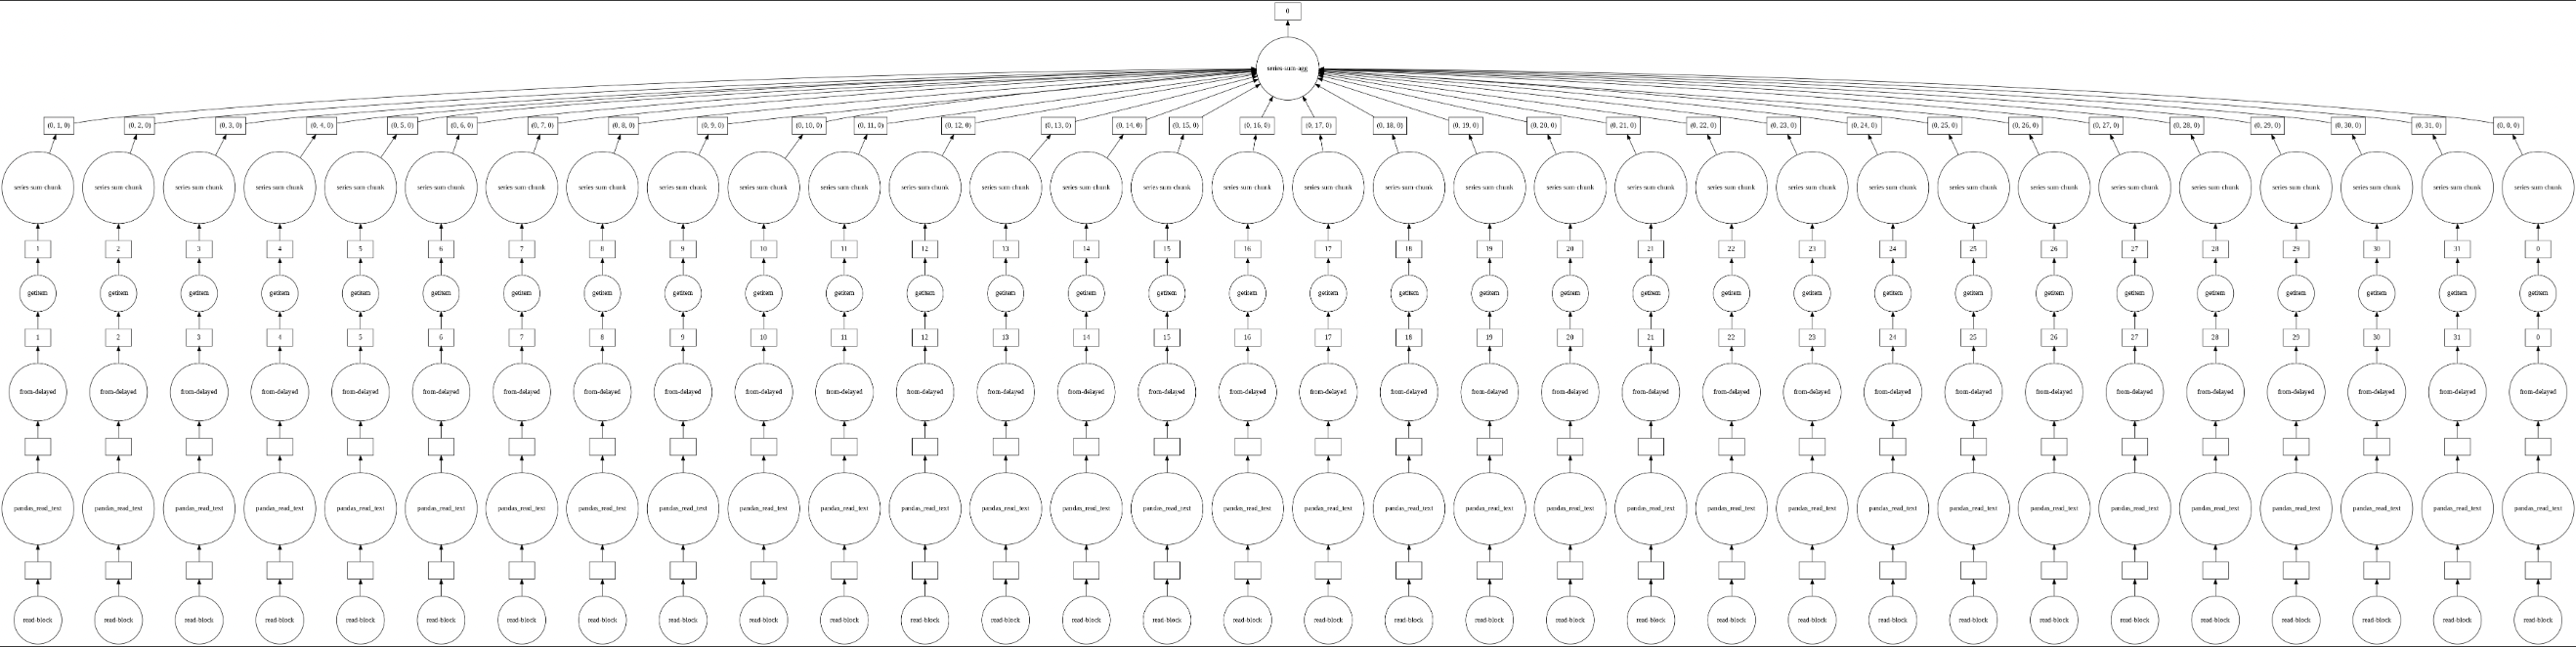 0
series-sum-agg
(0, 1, 0) (0, 2, 0) (0, 3, 0) (0, 4, 0) (0, 5, 0) (0, 6, 0) (0, 7, 0) (0, 8, 0) (0, 9, 0) (0, 10, 0) (0, 11, 0) (0, 12, 0) (0, 13, 0) (0, 14, 0) (0, 15, 0) (0, 16, 0) (0, 17, 0) (0, 18, 0) (0, 19, 0) (0, 20, 0) (0, 21, 0) (0, 22, 0) (0, 23, 0) (0, 24, 0) (0, 25, 0) (0, 26, 0) (0, 27, 0) (0, 28, 0) (0, 29, 0) (0, 30, 0) (0, 31, 0) (0, 0, 0)
series-sum-chunk series-sum-chunk series-sum-chunk series-sum-chunk series-sum-chunk series-sum-chunk series-sum-chunk series-sum-chunk series-sum-chunk series-sum-chunk series-sum-chunk series-sum-chunk series-sum-chunk series-sum-chunk series-sum-chunk series-sum-chunk series-sum-chunk series-sum-chunk series-sum-chunk series-sum-chunk series-sum-chunk series-sum-chunk series-sum-chunk series-sum-chunk series-sum-chunk series-sum-chunk series-sum-chunk series-sum-chunk series-sum-chunk series-sum-chunk series-sum-chunk series-sum-chunk
1 2 3 4 5 6 7 8 9 10 11 12 13 14 15 16 17 18 19 20 21 22 23 24 25 26 27 28 29 30 31 0
getitem getitem getitem getitem getitem getitem getitem getitem getitem getitem getitem getitem getitem getitem getitem getitem getitem getitem getitem getitem getitem getitem getitem getitem getitem getitem getitem getitem getitem getitem getitem getitem
1 2 3 4 5 6 7 8 9 10 11 12 13 14 15 16 17 18 19 20 21 22 23 24 25 26 27 28 29 30 31 0
from-delayed from-delayed from-delayed from-delayed from-delayed from-delayed from-delayed from-delayed from-delayed from-delayed from-delayed from-delayed from-delayed from-delayed from-delayed from-delayed from-delayed from-delayed from-delayed from-delayed from-delayed from-delayed from-delayed from-delayed from-delayed from-delayed from-delayed from-delayed from-delayed from-delayed from-delayed from-delayed
pandas_read_text pandas_read_text pandas_read_text pandas_read_text pandas_read_text pandas_read_text pandas_read_text pandas_read_text pandas_read_text pandas_read_text pandas_read_text pandas_read_text pandas_read_text pandas_read_text pandas_read_text pandas_read_text pandas_read_text pandas_read_text pandas_read_text pandas_read_text pandas_read_text pandas_read_text pandas_read_text pandas_read_text pandas_read_text pandas_read_text pandas_read_text pandas_read_text pandas_read_text pandas_read_text pandas_read_text pandas_read_text
read-block read-block read-block read-block read-block read-block read-block read-block read-block read-block read-block read-block read-block read-block read-block read-block read-block read-block read-block read-block read-block read-block read-block read-block read-block read-block read-block read-block read-block read-block read-block read-block